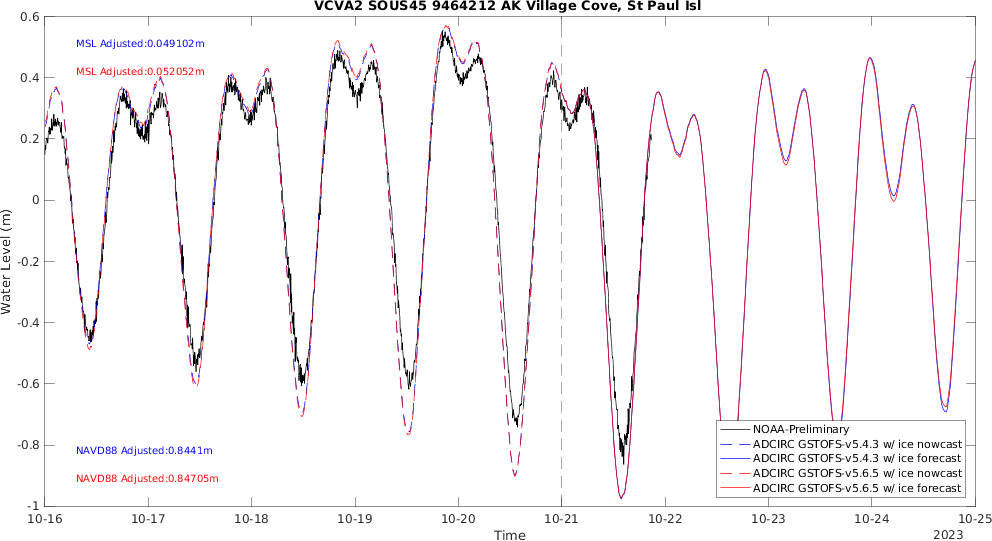 VCVA2 SOUS45 9464212 AK Village Cove, St Paul Isl
0.6
0.4
0.2
0
-0.2
-0.4
-0.6
-0.8
-1
Water Level (m)
MSL Adjusted:0.049102m
MSL Adjusted:0.052052m
NAVD88 Adjusted:0.8441m
NAVD88 Adjusted:0.84705m
NOAA-Preliminary
ADCIRC GSTOFS-v5.4.3 w/ ice nowcast
ADCIRC GSTOFS-v5.4.3 w/ ice forecast
ADCIRC GSTOFS-v5.6.5 w/ ice nowcast
ADCIRC GSTOFS-v5.6.5 w/ ice forecast
10-16 10-17 10-18 10-19 10-20 10-21 10-22 10-23 10-24 10-25
Time
2023